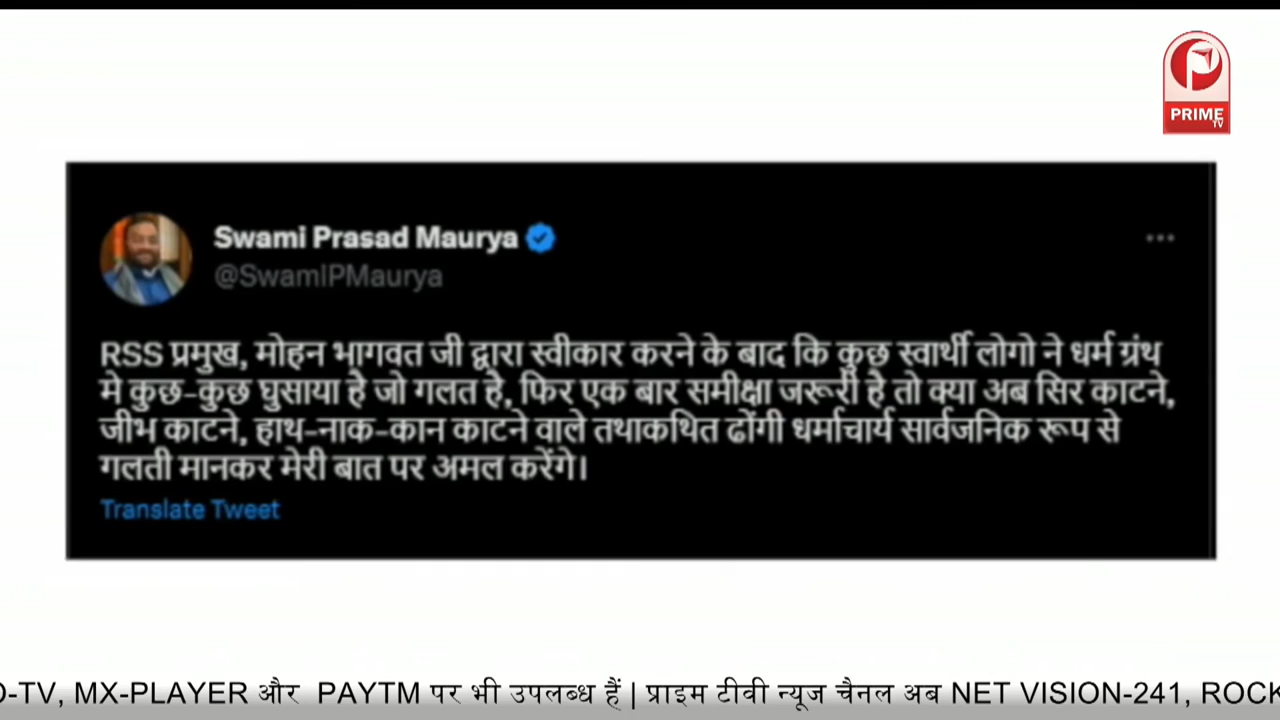 PRIME
TV
Swami Prasad Maurya
@SwamIPMaurya
RSS प्रमुख, मोहन भागवत जी द्वारा स्वीकार करने के बाद कि कुछ स्वार्थी लोगो ने धर्म ग्रंथ
मे कुछ-कुछ घुसाया है जो गलत है, फिर एक बार समीक्षा जरूरी है तो क्या अब सिर काटने,
जीभ काटने, हाथ-नाक-कान काटने वाले तथाकथित ढोंगी धर्माचार्य सार्वजनिक रूप से
गलती मानकर मेरी बात पर अमल करेंगे।
Translate Tweet
-TV, MX-PLAYER और PAYTM पर भी उपलब्ध हैं | प्राइम टीवी न्यूज चैनल अब NET VISION-241, ROCK